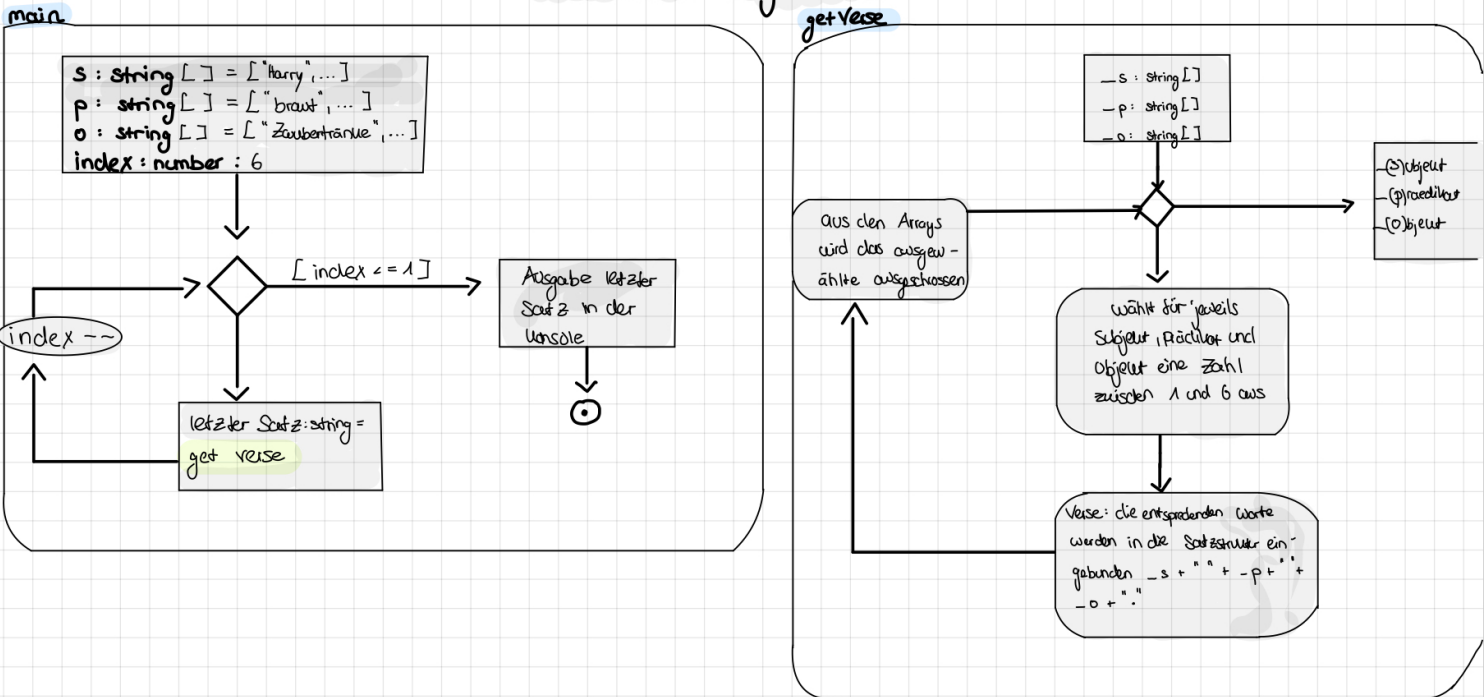 main
s : string [ ] = ["Harry",...]
p : string [ ] = ["braut",...]
o : string [ ] = ["Zaubertränke",...]
index : number : 6
[index <= 1]
Ausgabe letzter
Satz in der
Konsole
index --
letzter Satz:string =
get verse
getVerse
_s : string[]
_p : string[]
_o : string[]
_(s)ubjekt
_(p)raedikat
_(o)bjekt
aus den Arrays
wird das ausgew-
ählte ausgeschlossen
wählt für jeweils
Subjekt, Prädikat und
Objekt eine Zahl
zwischen 1 und 6 aus
Verse: die entsprechenden Worte
werden in die Satzstruktur ein-
gebunden _s + " " + _p + " " +
_o + "."